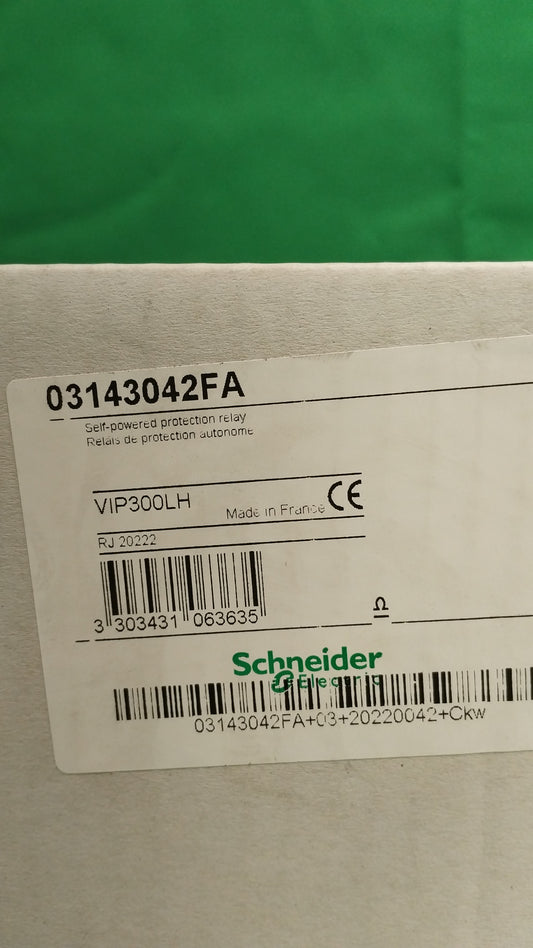 03143042FA
Self-powered protection relay
Relais de protection autonome
VIP300LH
Made in France CE
RJ 20222
3 303431 063635
Ω
Schneider
Electric
03143042FA+03+20220042+Ckw